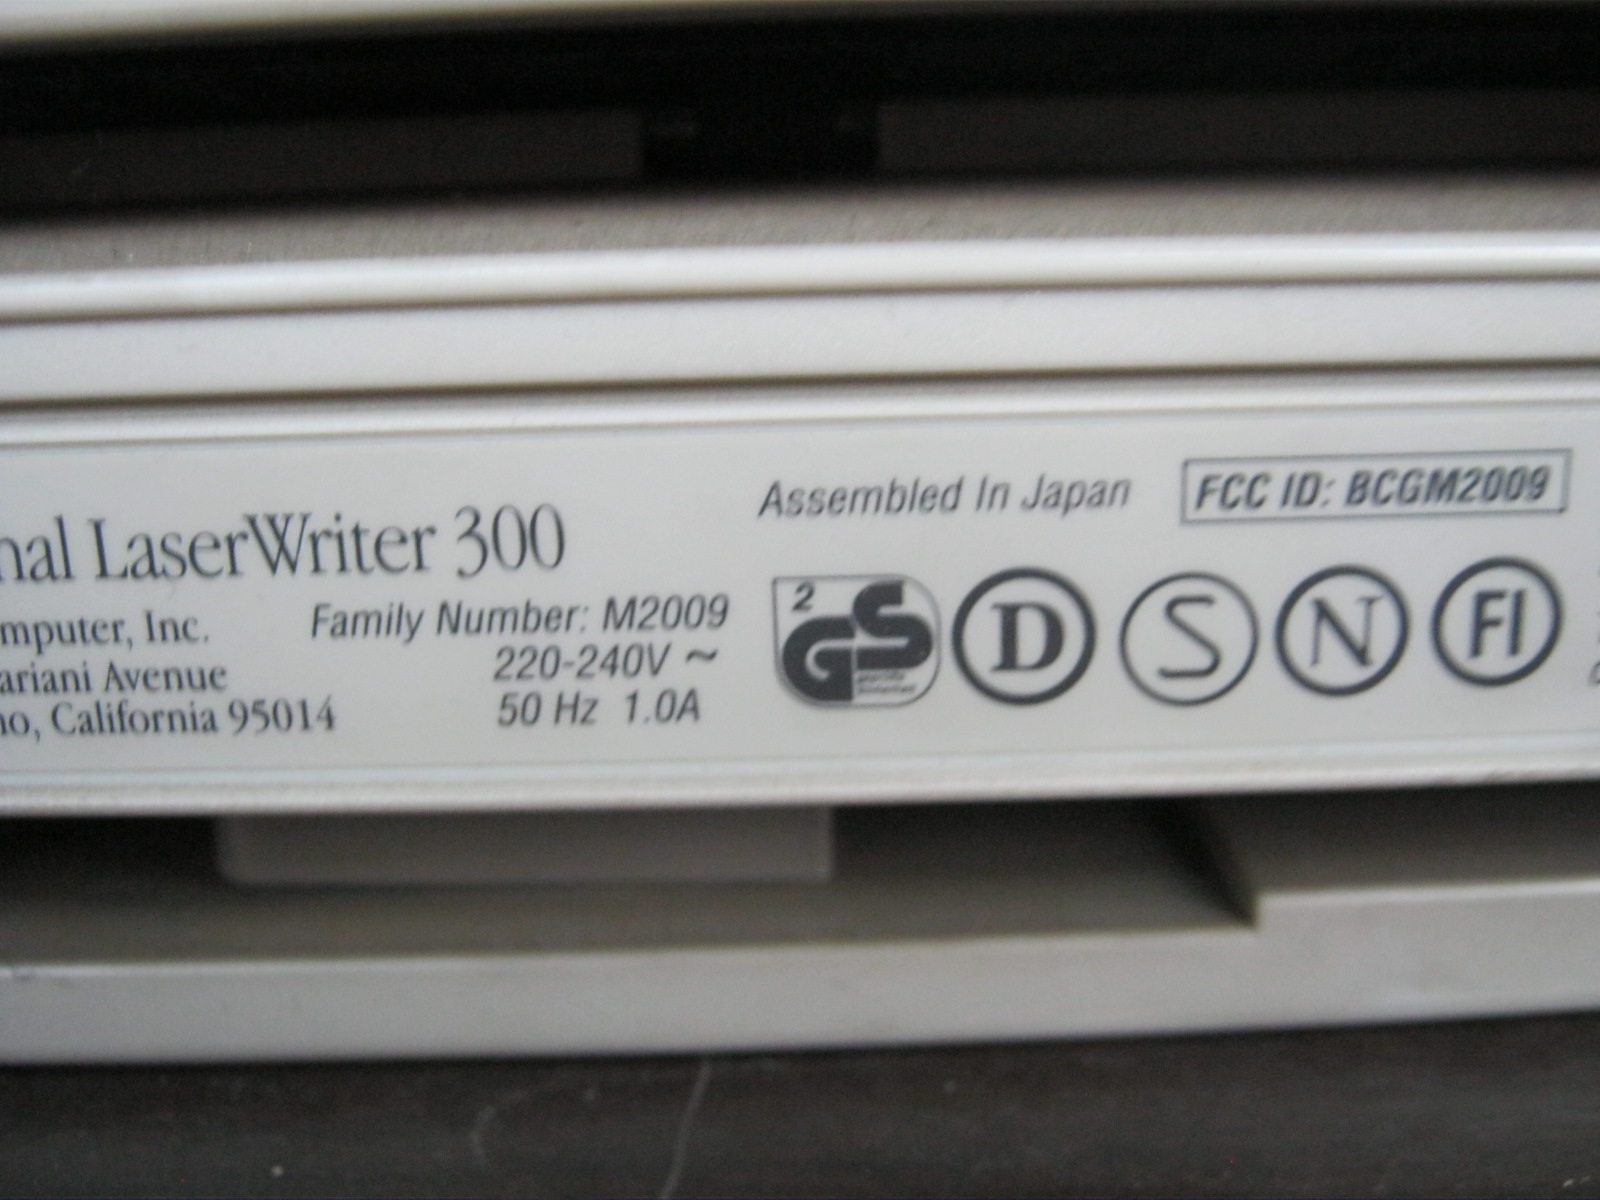 nal LaserWriter 300
mputer, Inc.
ariani Avenue
no, California 95014
Family Number: M2009
220-240V ~
50 Hz 1.0A
Assembled In Japan
FCC ID: BCGM2009
2
GS
D
S
N
FI